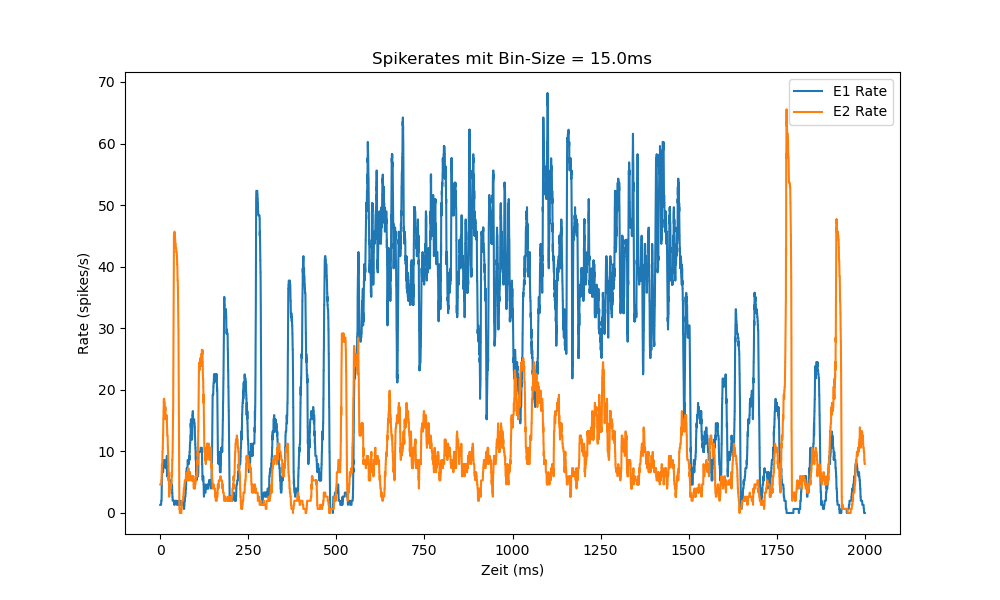 Spikerates mit Bin-Size = 15.0ms
E1 Rate
E2 Rate
Rate (spikes/s)
70
60
50
40
30
20
10
0
0 250 500 750 1000 1250 1500 1750 2000
Zeit (ms)